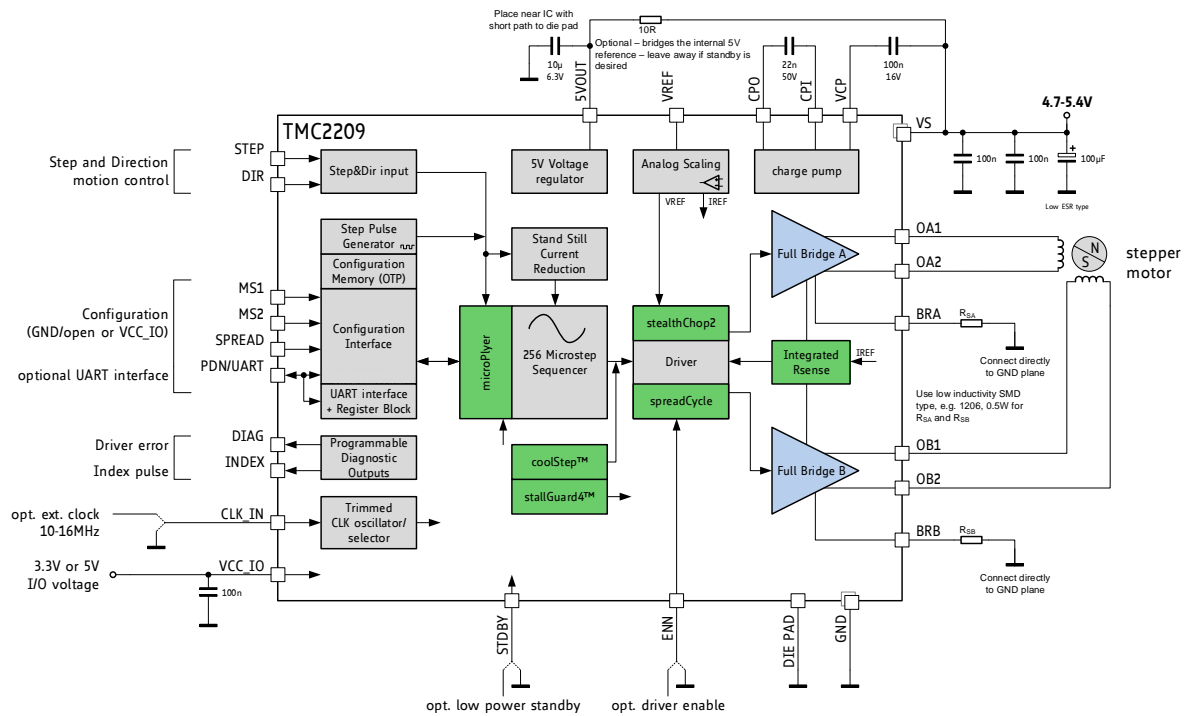 Place near IC with
short path to die pad
10µ
6.3V
10R
Optional – bridges the internal 5V
reference – leave away if standby is
desired
22n
50V
100n
16V
5VOUT
VREF
CPO
CPI
VCP
4.7-5.4V
VS
100n
100n
100µF
+
Low ESR type
TMC2209
Step and Direction
motion control
STEP
DIR
Step&Dir input
5V Voltage
regulator
Analog Scaling
VREF
IREF
charge pump
Step Pulse
Generator
Configuration
Memory (OTP)
Stand Still
Current
Reduction
Full Bridge A
OA1
OA2
N
S
stepper
motor
Configuration
(GND/open or VCC_IO)
optional UART interface
MS1
MS2
SPREAD
PDN/UART
Configuration
Interface
UART interface
+ Register Block
microPlyer
256 Microstep
Sequencer
stealthChop2
Driver
spreadCycle
Integrated
Rsense
IREF
BRA
RSA
Connect directly
to GND plane
Use low inductivity SMD
type, e.g. 1206, 0.5W for
RSA and RSB
Driver error
Index pulse
DIAG
INDEX
Programmable
Diagnostic
Outputs
coolStep™
stallGuard4™
Full Bridge B
OB1
OB2
opt. ext. clock
10-16MHz
CLK_IN
Trimmed
CLK oscillator/
selector
BRB
RSB
Connect directly
to GND plane
3.3V or 5V
I/O voltage
VCC_IO
100n
STDBY
ENN
DIE PAD
GND
opt. low power standby
opt. driver enable